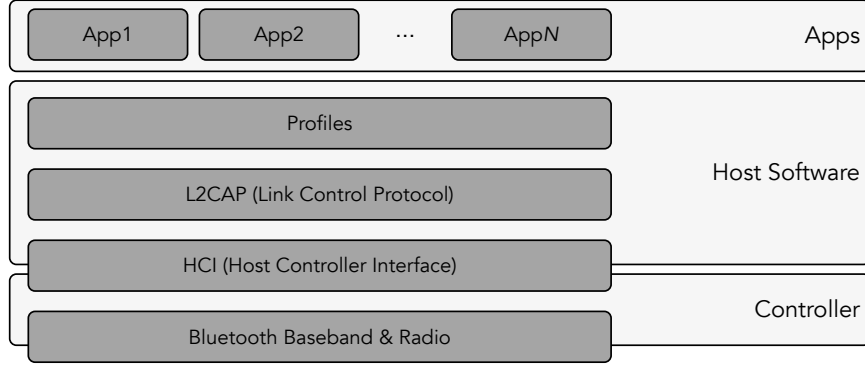 App1 App2 ... AppN Apps
Profiles
Host Software
L2CAP (Link Control Protocol)
HCI (Host Controller Interface)
Controller
Bluetooth Baseband & Radio